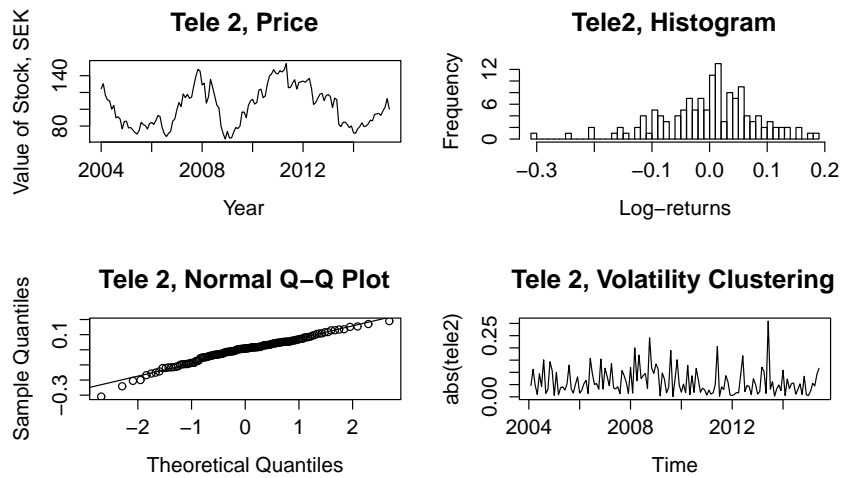 Tele 2, Price
Value of Stock, SEK
140
80
2004
2008
2012
Year
Tele2, Histogram
Frequency
12
6
0
−0.3
−0.1
0.0
0.1
0.2
Log−returns
Tele 2, Normal Q−Q Plot
Sample Quantiles
0.1
−0.3
−2
−1
0
1
2
Theoretical Quantiles
Tele 2, Volatility Clustering
abs(tele2)
0.25
0.00
2004
2008
2012
Time